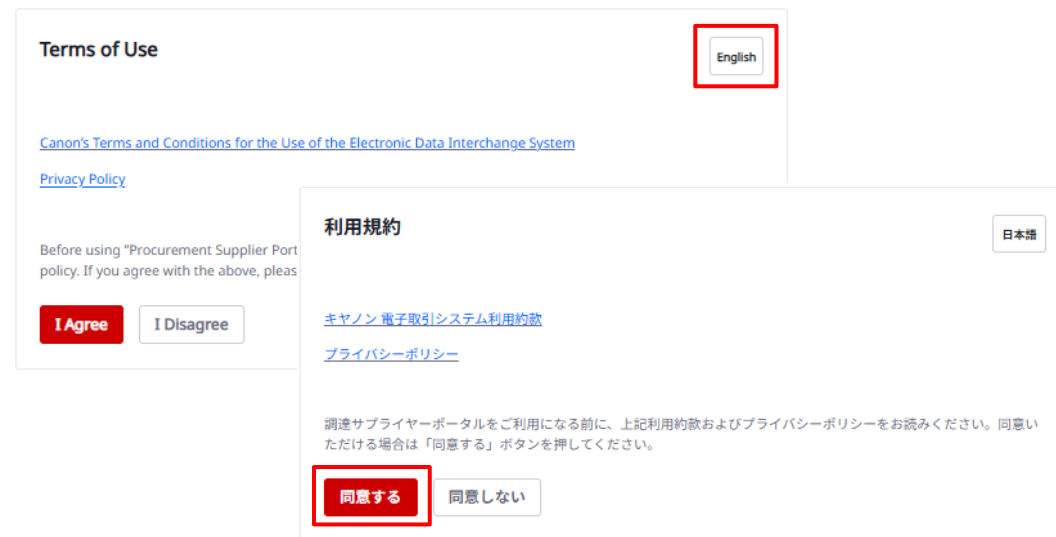 Terms of Use
English
Canon's Terms and Conditions for the Use of the Electronic Data Interchange System
Privacy Policy
Before using "Procurement Supplier Port
policy. If you agree with the above, pleas
I Agree
I Disagree
利用規約
日本語
キヤノン 電子取引システム利用約款
プライバシーポリシー
調達サプライヤーポータルをご利用になる前に、上記利用約款およびプライバシーポリシーをお読みください。同意い
ただける場合は「同意する」ボタンを押してください。
同意する
同意しない